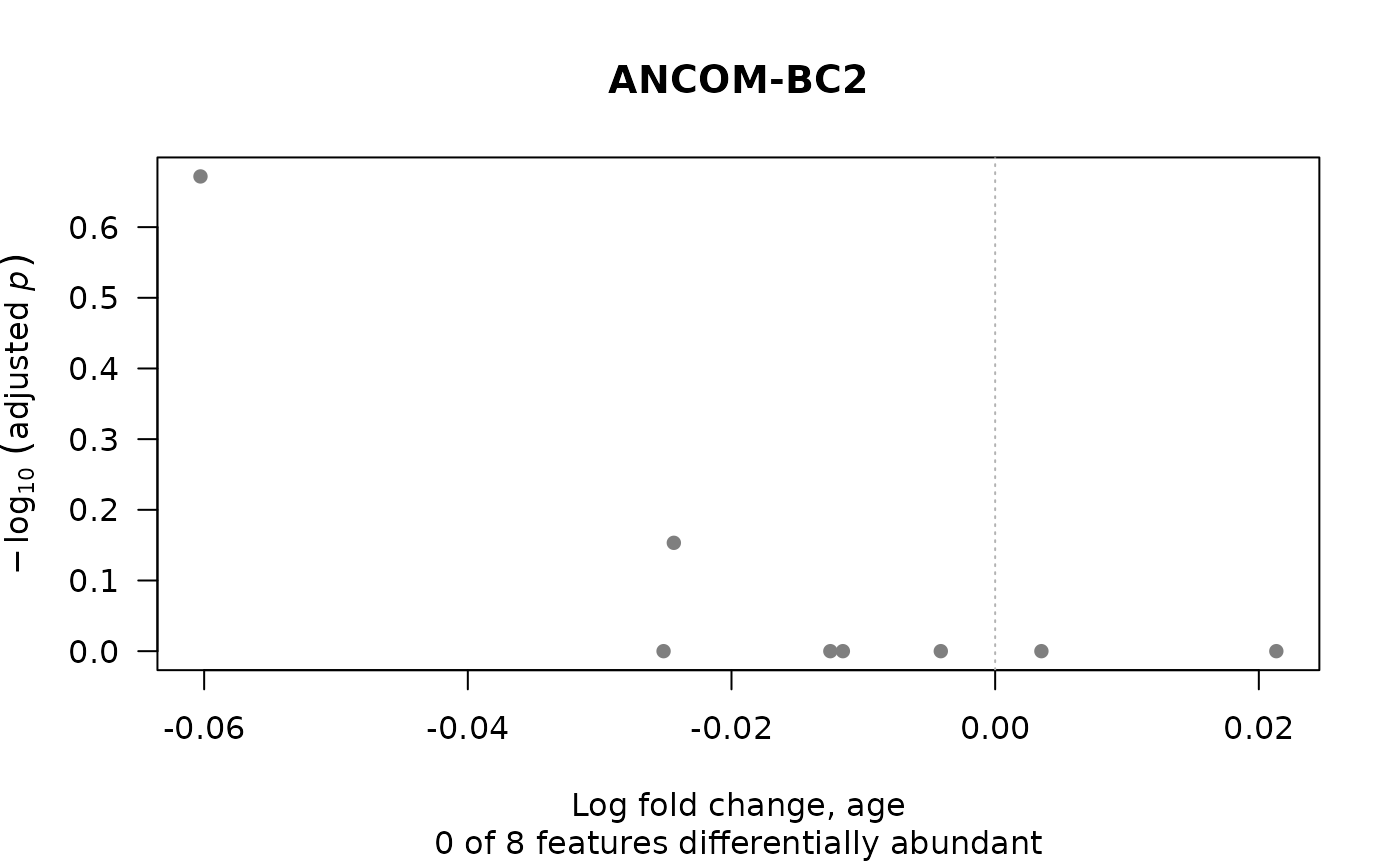 ANCOM-BC2
−log₁₀ (adjusted p)
0.6
0.5
0.4
0.3
0.2
0.1
0.0
-0.06 -0.04 -0.02 0.00 0.02
Log fold change, age
0 of 8 features differentially abundant